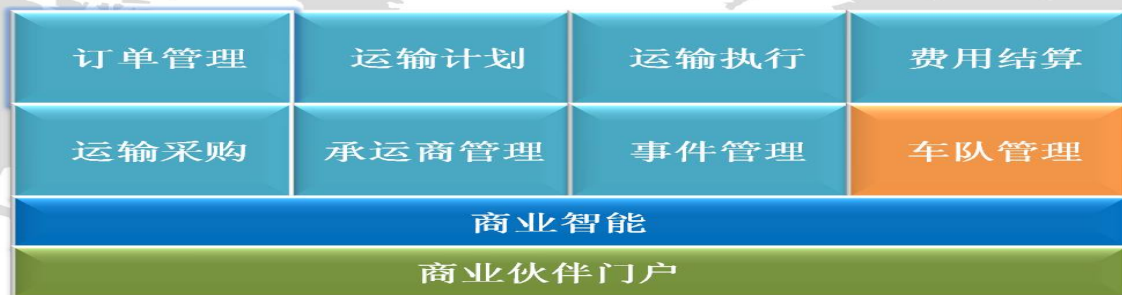 订单管理 运输计划 运输执行 费用结算
运输采购 承运商管理 事件管理 车队管理
商业智能
商业伙伴门户